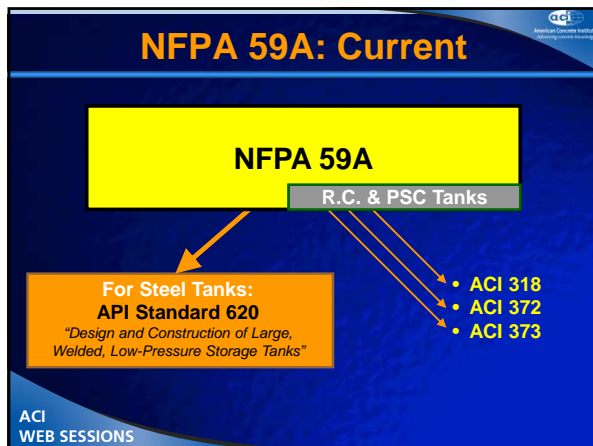 aci
American Concrete Institute
Advancing concrete knowledge
NFPA 59A: Current
NFPA 59A
R.C. & PSC Tanks
For Steel Tanks:
API Standard 620
“Design and Construction of Large,
Welded, Low-Pressure Storage Tanks”
• ACI 318
• ACI 372
• ACI 373
ACI
WEB SESSIONS